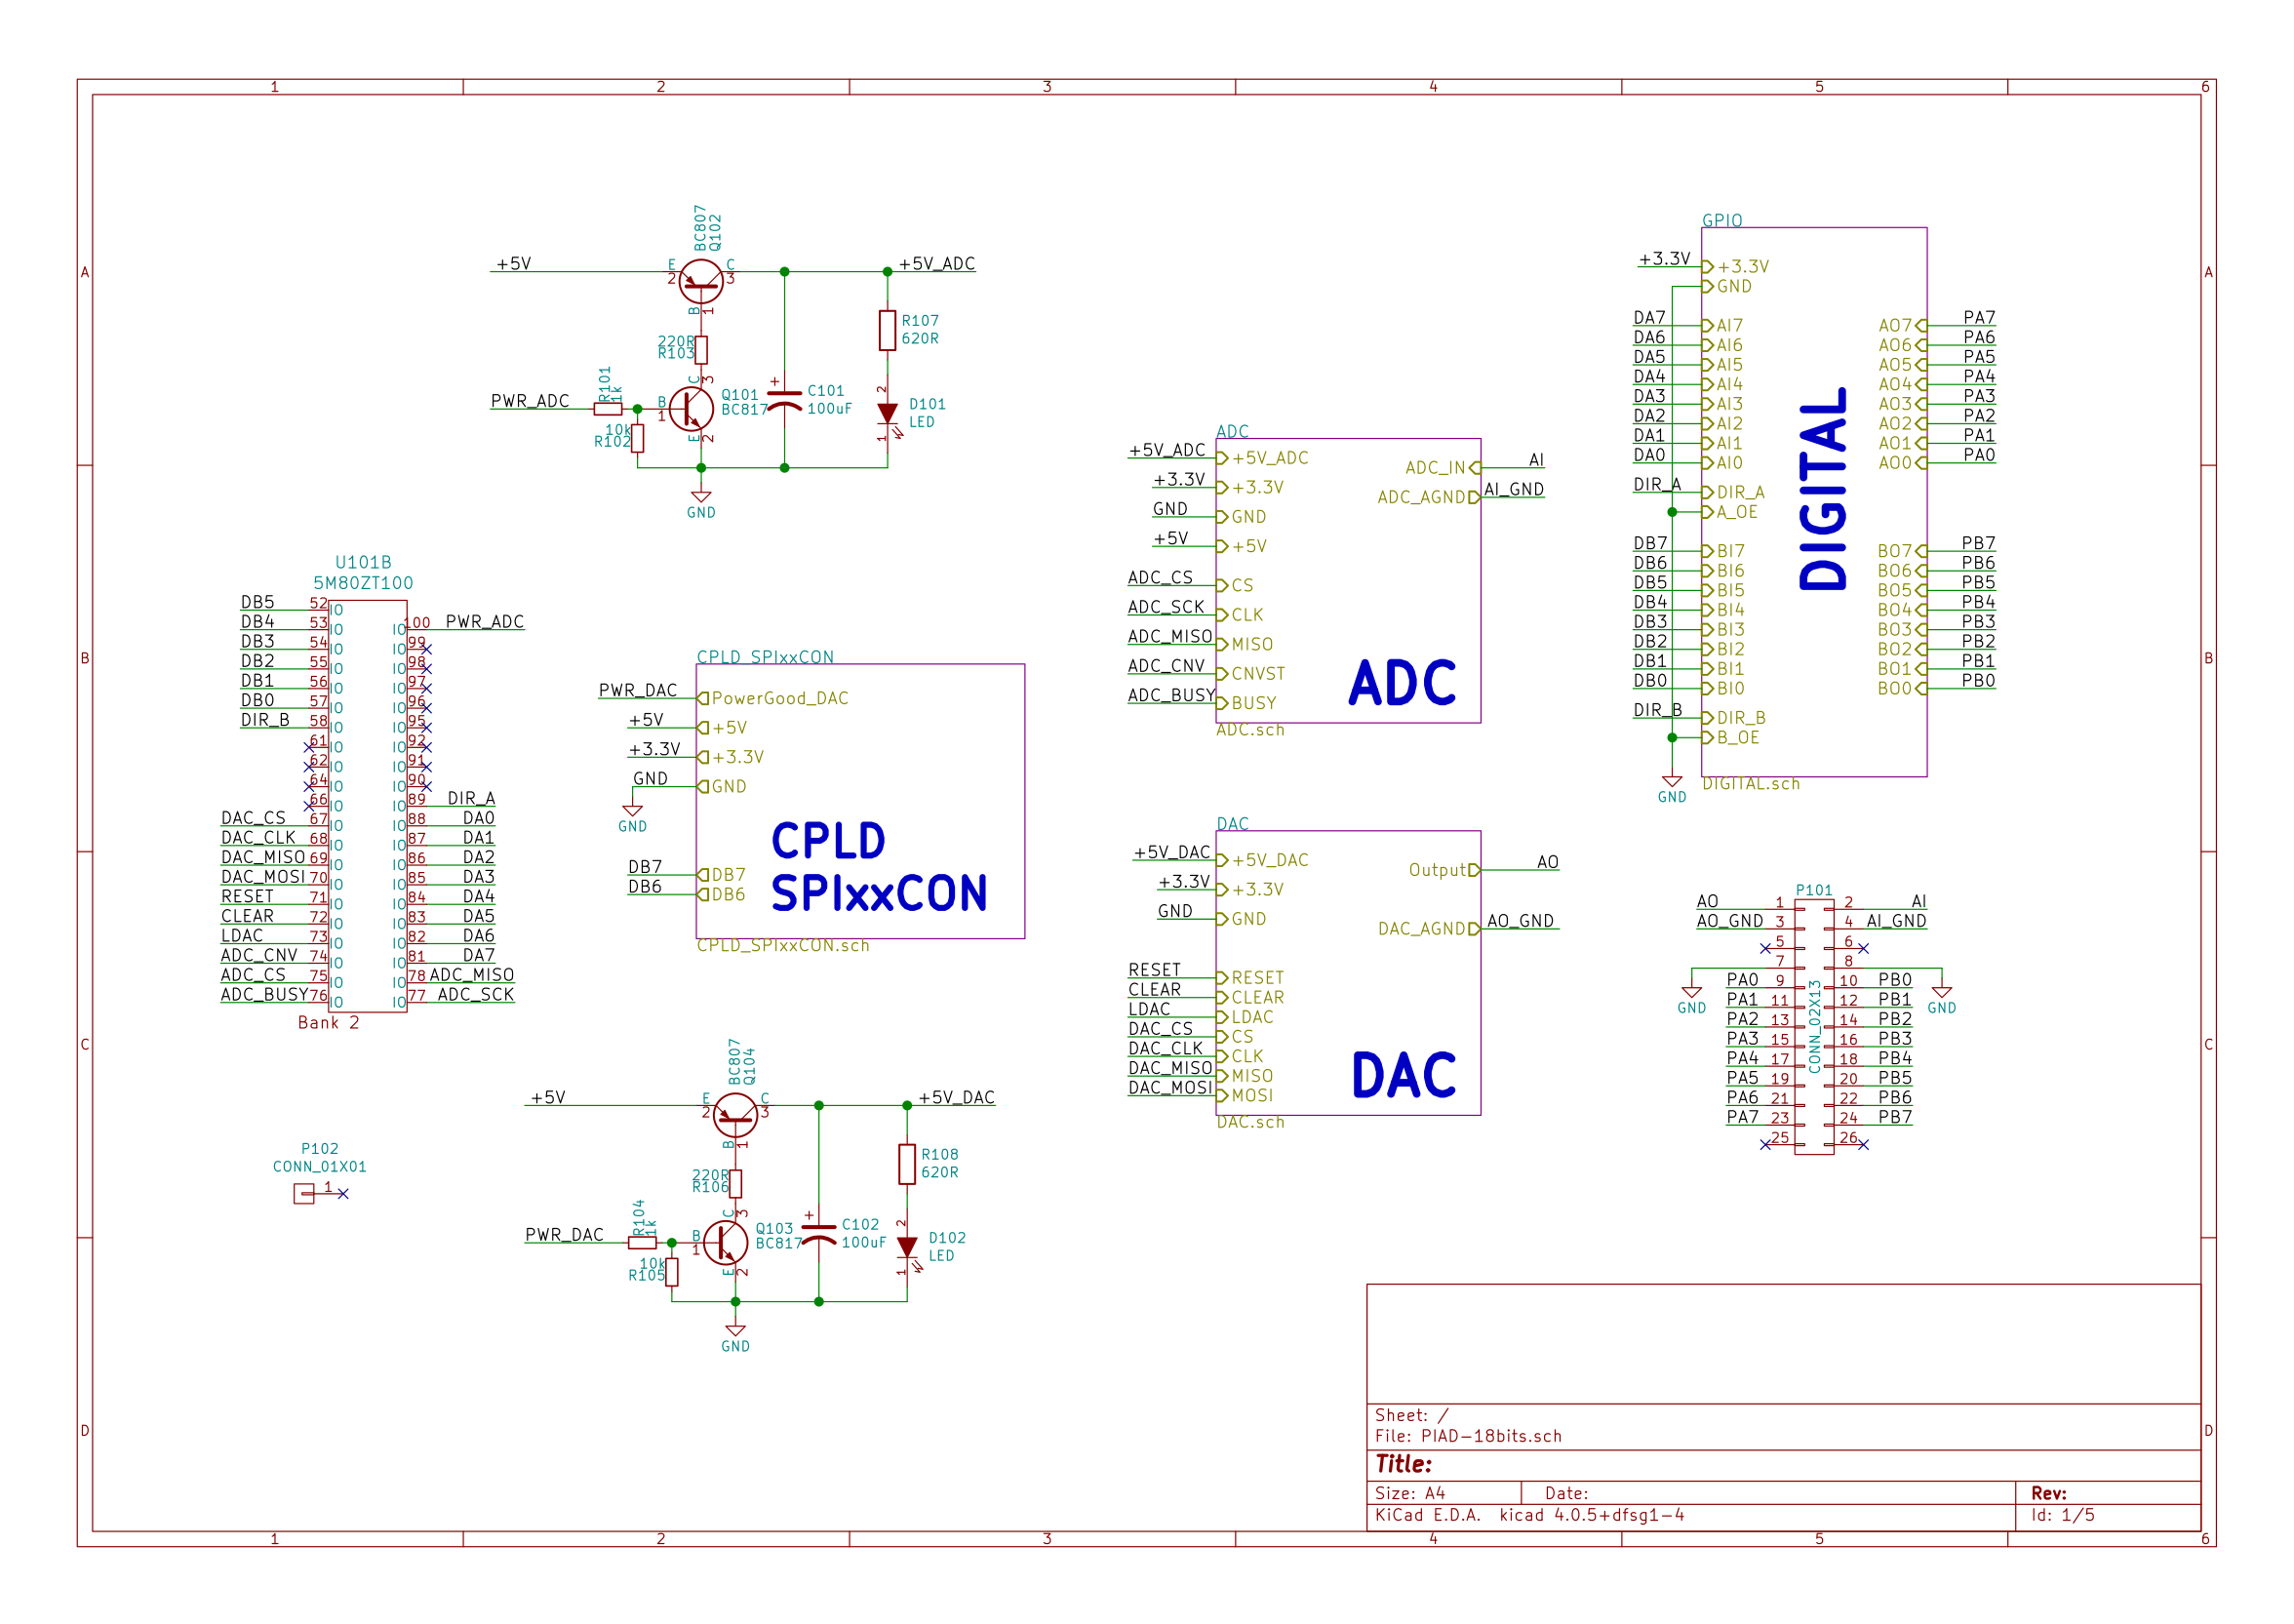 1 2 3 4 5 6
A
B
C
D
A
B
C
D
1 2 3 4 5 6
BC807
Q102
+5V
E
2
C
3
B
1
+5V_ADC
220R
R103
R107
620R
R101
1k
PWR_ADC
B
1
C
3
E
2
Q101
BC817
10k
R102
+
C101
100uF
2
1
D101
LED
GND
U101B
5M80ZT100
DB5 52 IO
DB4 53 IO
DB3 54 IO
DB2 55 IO
DB1 56 IO
DB0 57 IO
DIR_B 58 IO
61 IO
62 IO
64 IO
66 IO
DAC_CS 67 IO
DAC_CLK 68 IO
DAC_MISO 69 IO
DAC_MOSI 70 IO
RESET 71 IO
CLEAR 72 IO
LDAC 73 IO
ADC_CNV 74 IO
ADC_CS 75 IO
ADC_BUSY 76 IO
IO 100 PWR_ADC
IO 99
IO 98
IO 97
IO 96
IO 95
IO 92
IO 91
IO 90
IO 89 DIR_A
IO 88 DA0
IO 87 DA1
IO 86 DA2
IO 85 DA3
IO 84 DA4
IO 83 DA5
IO 82 DA6
IO 81 DA7
IO 78 ADC_MISO
IO 77 ADC_SCK
Bank 2
CPLD_SPIxxCON
PWR_DAC PowerGood_DAC
+5V +5V
+3.3V +3.3V
GND GND
GND
DB7 DB7
DB6 DB6
CPLD
SPIxxCON
CPLD_SPIxxCON.sch
BC807
Q104
+5V
E
2
C
3
B
1
+5V_DAC
220R
R106
R108
620R
R104
1k
PWR_DAC
B
1
C
3
E
2
Q103
BC817
10k
R105
+
C102
100uF
2
1
D102
LED
GND
P102
CONN_01X01
1
ADC
+5V_ADC +5V_ADC
+3.3V +3.3V
GND GND
+5V +5V
ADC_CS CS
ADC_SCK CLK
ADC_MISO MISO
ADC_CNV CNVST
ADC_BUSY BUSY
ADC_IN AI
ADC_AGND AI_GND
ADC
ADC.sch
DAC
+5V_DAC +5V_DAC
+3.3V +3.3V
GND GND
RESET RESET
CLEAR CLEAR
LDAC LDAC
DAC_CS CS
DAC_CLK CLK
DAC_MISO MISO
DAC_MOSI MOSI
Output AO
DAC_AGND AO_GND
DAC
DAC.sch
GPIO
+3.3V +3.3V
GND
DA7 AI7 AO7 PA7
DA6 AI6 AO6 PA6
DA5 AI5 AO5 PA5
DA4 AI4 AO4 PA4
DA3 AI3 AO3 PA3
DA2 AI2 AO2 PA2
DA1 AI1 AO1 PA1
DA0 AI0 AO0 PA0
DIR_A DIR_A
A_OE
DB7 BI7 BO7 PB7
DB6 BI6 BO6 PB6
DB5 BI5 BO5 PB5
DB4 BI4 BO4 PB4
DB3 BI3 BO3 PB3
DB2 BI2 BO2 PB2
DB1 BI1 BO1 PB1
DB0 BI0 BO0 PB0
DIR_B DIR_B
B_OE
DIGITAL
GND
DIGITAL.sch
P101
AO 1 2 AI
AO_GND 3 4 AI_GND
5 6
7 8
PA0 9 10 PB0
GND GND
PA1 11 12 PB1
PA2 13 14 PB2
PA3 15 16 PB3
PA4 17 18 PB4
PA5 19 20 PB5
PA6 21 22 PB6
PA7 23 24 PB7
25 26
CONN_02X13
Sheet: /
File: PIAD-18bits.sch
Title:
Size: A4 Date: Rev:
KiCad E.D.A. kicad 4.0.5+dfsg1-4 Id: 1/5